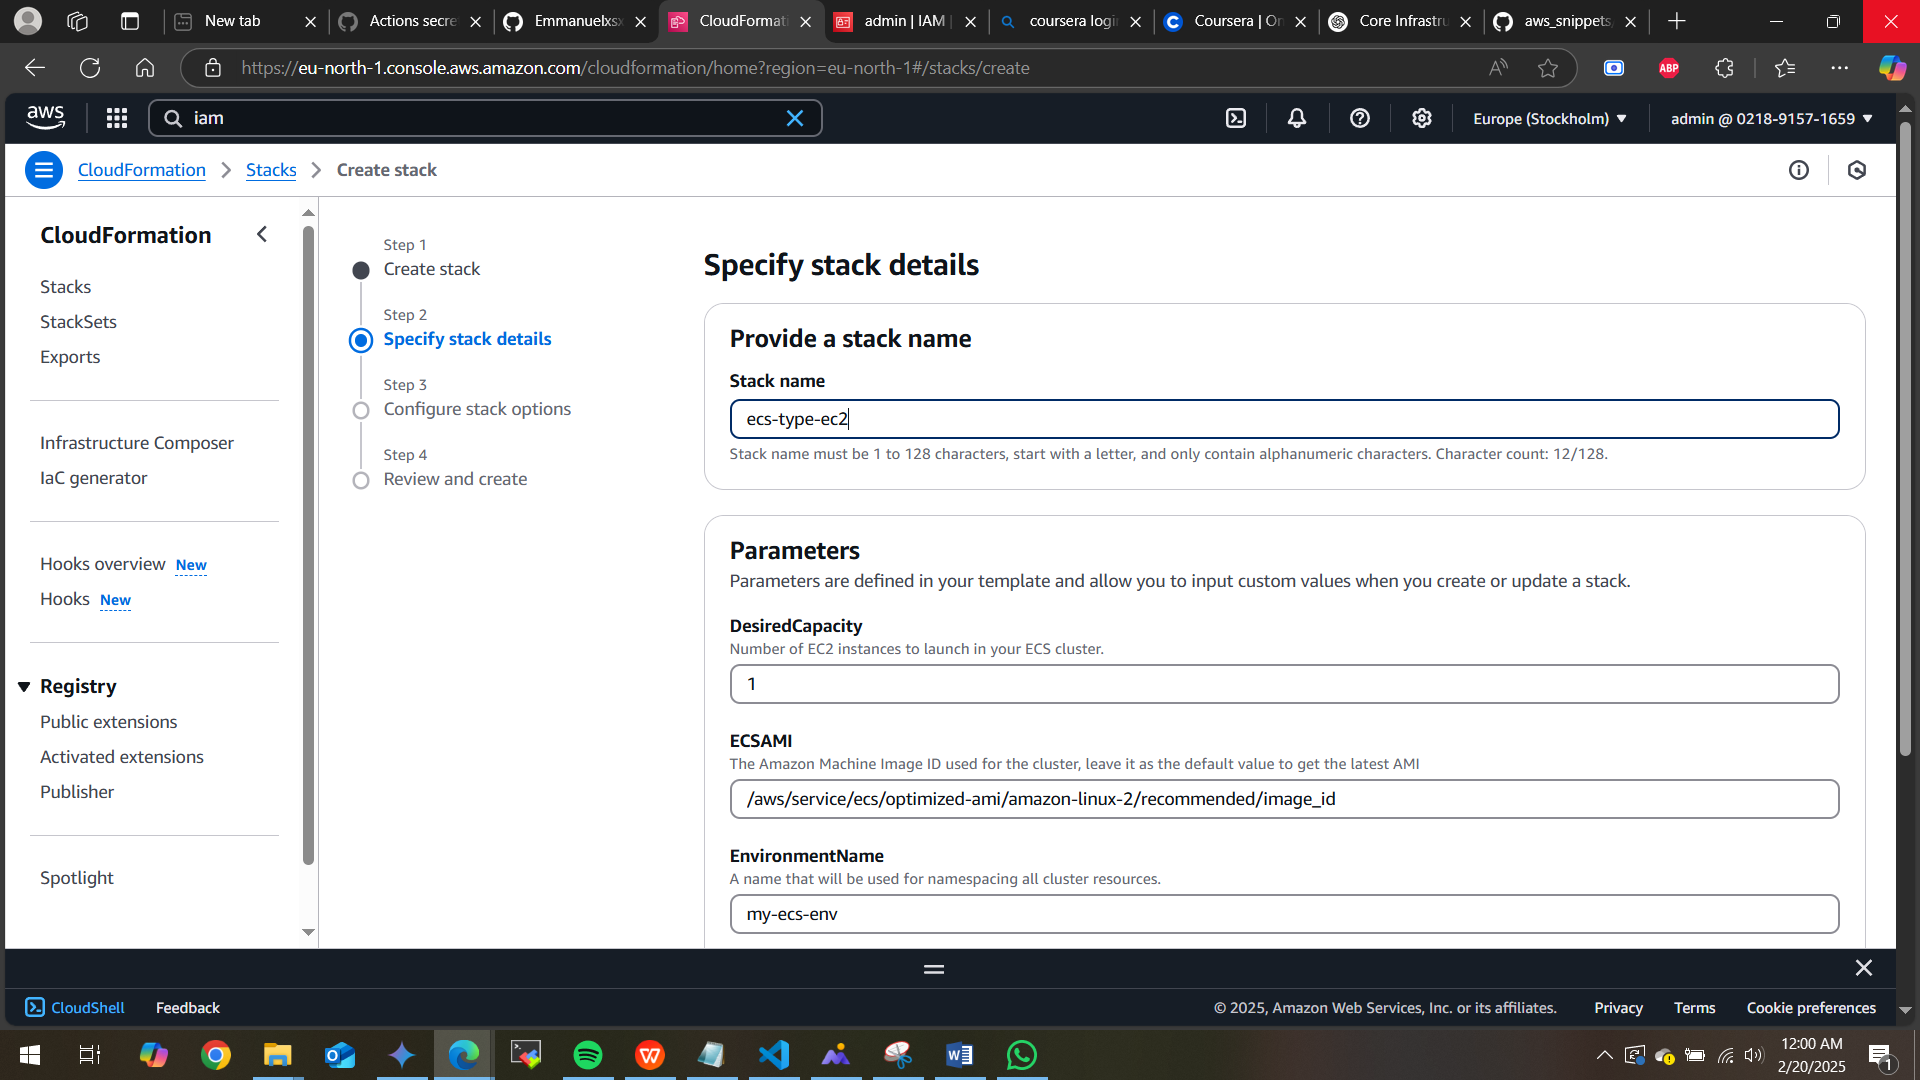 New tab
Actions secre
Emmanuelxsx
CloudFormati
admin | IAM
coursera logi
Coursera | On
Core Infrastru
aws_snippets
https://eu-north-1.console.aws.amazon.com/cloudformation/home?region=eu-north-1#/stacks/create
ABP
aws
iam
Europe (Stockholm)
admin @ 0218-9157-1659
CloudFormation
Stacks
Create stack
CloudFormation
Stacks
StackSets
Exports
Infrastructure Composer
IaC generator
Hooks overview New
Hooks New
Registry
Public extensions
Activated extensions
Publisher
Spotlight
Step 1
Create stack
Step 2
Specify stack details
Step 3
Configure stack options
Step 4
Review and create
Specify stack details
Provide a stack name
Stack name
ecs-type-ec2
Stack name must be 1 to 128 characters, start with a letter, and only contain alphanumeric characters. Character count: 12/128.
Parameters
Parameters are defined in your template and allow you to input custom values when you create or update a stack.
DesiredCapacity
Number of EC2 instances to launch in your ECS cluster.
1
ECSAMI
The Amazon Machine Image ID used for the cluster, leave it as the default value to get the latest AMI
/aws/service/ecs/optimized-ami/amazon-linux-2/recommended/image_id
EnvironmentName
A name that will be used for namespacing all cluster resources.
my-ecs-env
CloudShell
Feedback
© 2025, Amazon Web Services, Inc. or its affiliates.
Privacy
Terms
Cookie preferences
12:00 AM
2/20/2025
1